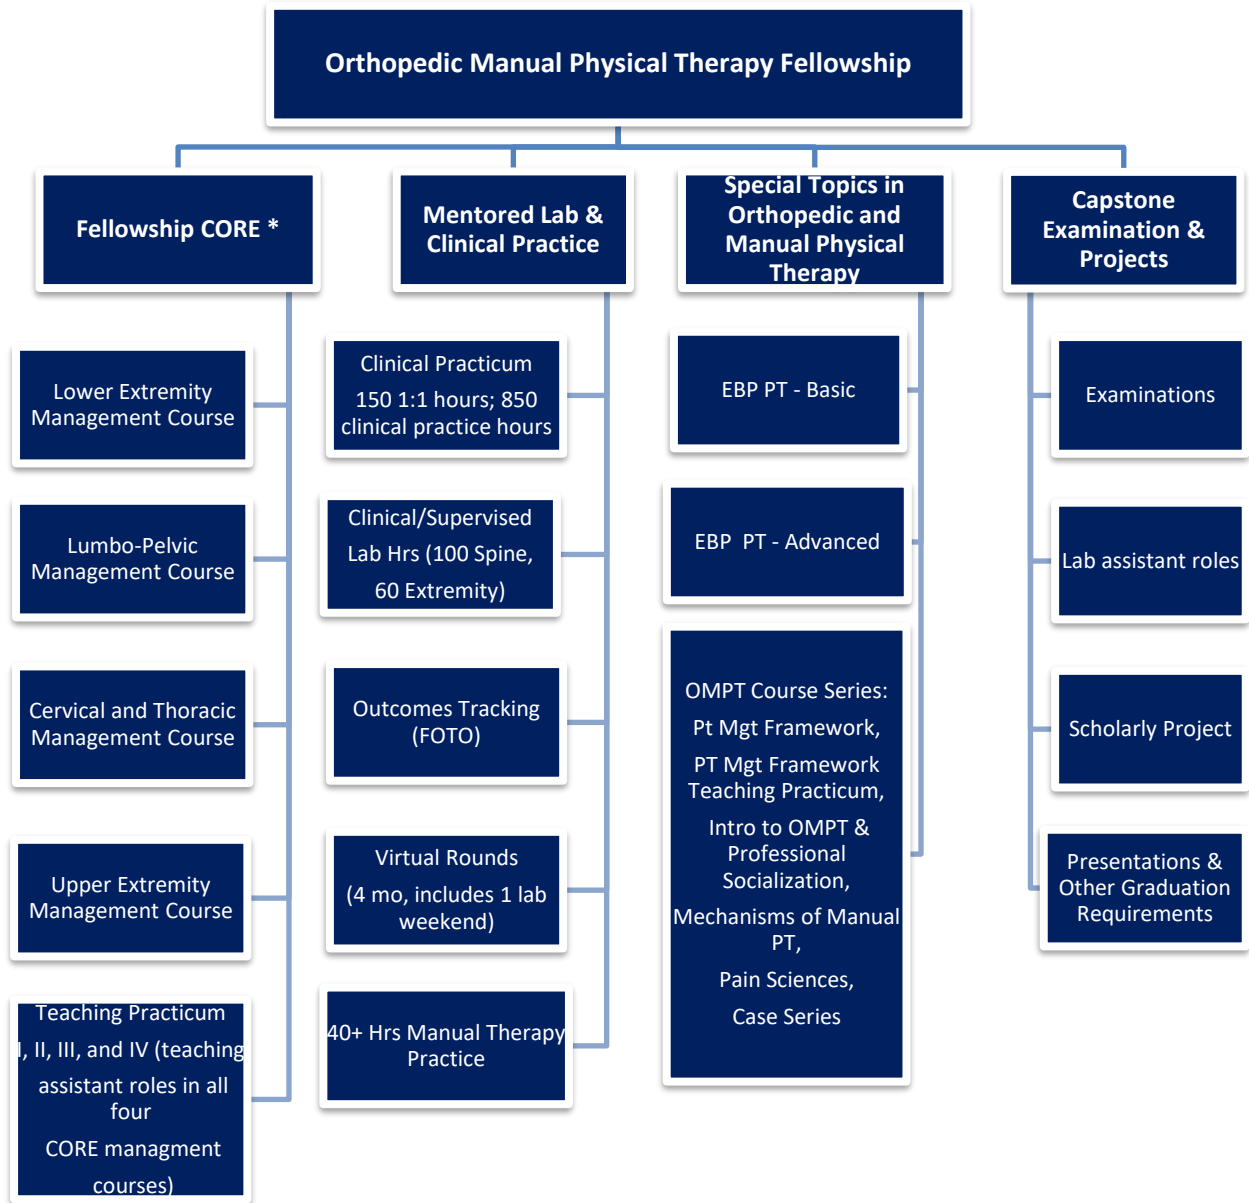 Orthopedic Manual Physical Therapy Fellowship
Fellowship CORE *
Lower Extremity
Management Course
Lumbo-Pelvic
Management Course
Cervical and Thoracic
Management Course
Upper Extremity
Management Course
Teaching Practicum
I, II, III, and IV (teaching
assistant roles in all
four
CORE managment
courses)
Mentored Lab &
Clinical Practice
Clinical Practicum
150 1:1 hours; 850
clinical practice hours
Clinical/Supervised
Lab Hrs (100 Spine,
60 Extremity)
Outcomes Tracking
(FOTO)
Virtual Rounds
(4 mo, includes 1 lab
weekend)
40+ Hrs Manual Therapy
Practice
Special Topics in
Orthopedic and
Manual Physical
Therapy
EBP PT - Basic
EBP PT - Advanced
OMPT Course Series:
Pt Mgt Framework,
PT Mgt Framework
Teaching Practicum,
Intro to OMPT &
Professional
Socialization,
Mechanisms of Manual
PT,
Pain Sciences,
Case Series
Capstone
Examination &
Projects
Examinations
Lab assistant roles
Scholarly Project
Presentations &
Other Graduation
Requirements